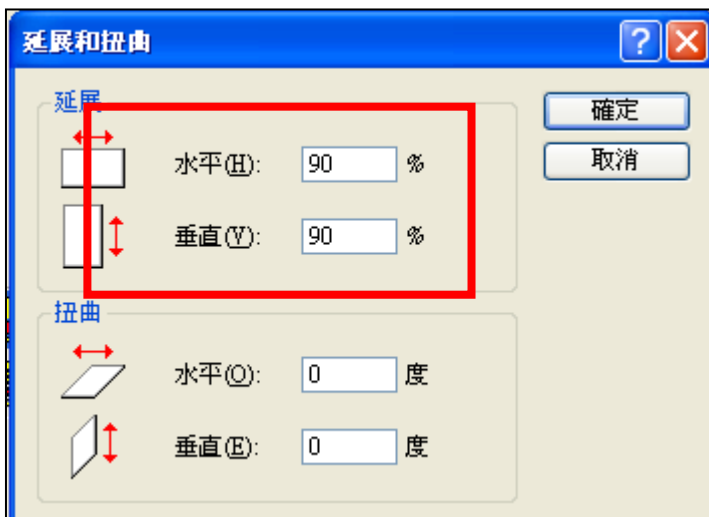 延展和扭曲
延展
水平(H): 90 %
垂直(V): 90 %
確定
取消
扭曲
水平(O): 0 度
垂直(E): 0 度